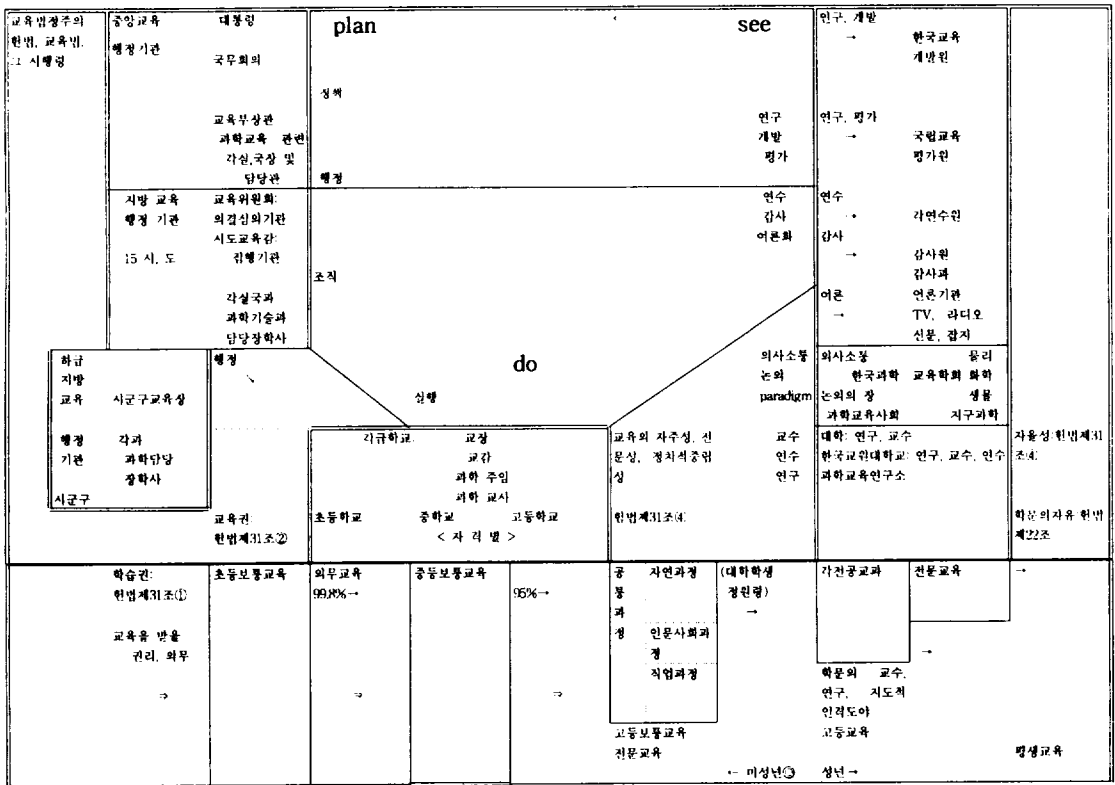 교육법정주의
헌법, 교육법,
그 시행령
중앙교육
행정기관
대통령
국무회의
교육부장관
과학교육 관련
각실,국장 및
담당관
plan
see
정책
행정
연구
개발
평가
연구, 개발
→ 한국교육
개발원
연구, 평가
→ 국립교육
평가원
지방 교육
행정 기관
15 시, 도
교육위원회:
의결심의기관
시도교육감:
집행기관
각실국과
과학기술과
담당장학사
조직
연수
감사
여론화
연수
→ 각연수원
감사
→ 감사원
감사과
여론 언론기관
→ TV, 라디오
신문, 잡지
하급
지방
교육 시군구교육장
행정 각과
기관 과학담당
장학사
시군구
행정
↘
do
실행
의사소통
논의
paradigm
의사소통 물리
한국과학 교육학회 화학
논의의 장 생물
과학교육사회 지구과학
교육권:
헌법제31조②
각급학교: 교장
교감
과학 주임
과학 교사
초등학교 중학교 고등학교
< 자 격 별 >
교육의 자주성, 전
문성, 정치적중립
성
헌법제31조④
교수
연수
연구
대학: 연구, 교수
한국교원대학교: 연구, 교수, 연수
과학교육연구소
자율성:헌법제31
조④
학문의자유:헌법
제22조
학습권:
헌법제31조①
교육을 받을
권리, 의무
⇒
초등보통교육
의무교육
99.8%→
⇒
중등보통교육
95%→
⇒
공
통
과
정
자연과정
인문사회과
정
직업과정
고등보통교육
전문교육
(대학학생
정원령)
→
각전공교과
전문교육
→
→
학문의 교수,
연구, 지도적
인격도야
고등교육
평생교육
← 미성년 성년→